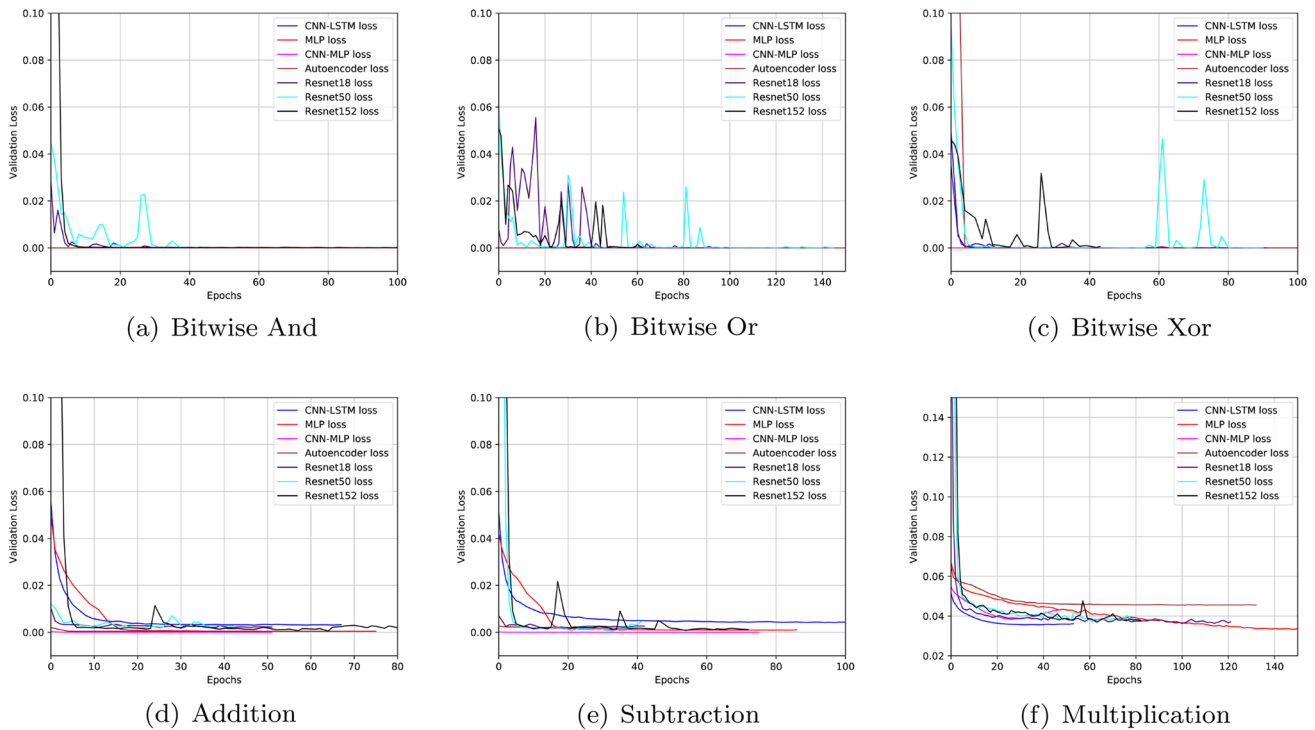 0.10
0.08
0.06
0.04
0.02
0.00
Validation Loss
0 20 40 60 80 100
Epochs
CNN-LSTM loss
MLP loss
CNN-MLP loss
Autoencoder loss
Resnet18 loss
Resnet50 loss
Resnet152 loss
(a) Bitwise And
0.10
0.08
0.06
0.04
0.02
0.00
Validation Loss
0 20 40 60 80 100 120 140
Epochs
CNN-LSTM loss
MLP loss
CNN-MLP loss
Autoencoder loss
Resnet18 loss
Resnet50 loss
Resnet152 loss
(b) Bitwise Or
0.10
0.08
0.06
0.04
0.02
0.00
Validation Loss
0 20 40 60 80 100
Epochs
CNN-LSTM loss
MLP loss
CNN-MLP loss
Autoencoder loss
Resnet18 loss
Resnet50 loss
Resnet152 loss
(c) Bitwise Xor
0.10
0.08
0.06
0.04
0.02
0.00
Validation Loss
0 10 20 30 40 50 60 70 80
Epochs
CNN-LSTM loss
MLP loss
CNN-MLP loss
Autoencoder loss
Resnet18 loss
Resnet50 loss
Resnet152 loss
(d) Addition
0.10
0.08
0.06
0.04
0.02
0.00
Validation Loss
0 20 40 60 80 100
Epochs
CNN-LSTM loss
MLP loss
CNN-MLP loss
Autoencoder loss
Resnet18 loss
Resnet50 loss
Resnet152 loss
(e) Subtraction
0.14
0.12
0.10
0.08
0.06
0.04
0.02
Validation Loss
0 20 40 60 80 100 120 140
Epochs
CNN-LSTM loss
MLP loss
CNN-MLP loss
Autoencoder loss
Resnet18 loss
Resnet50 loss
Resnet152 loss
(f) Multiplication